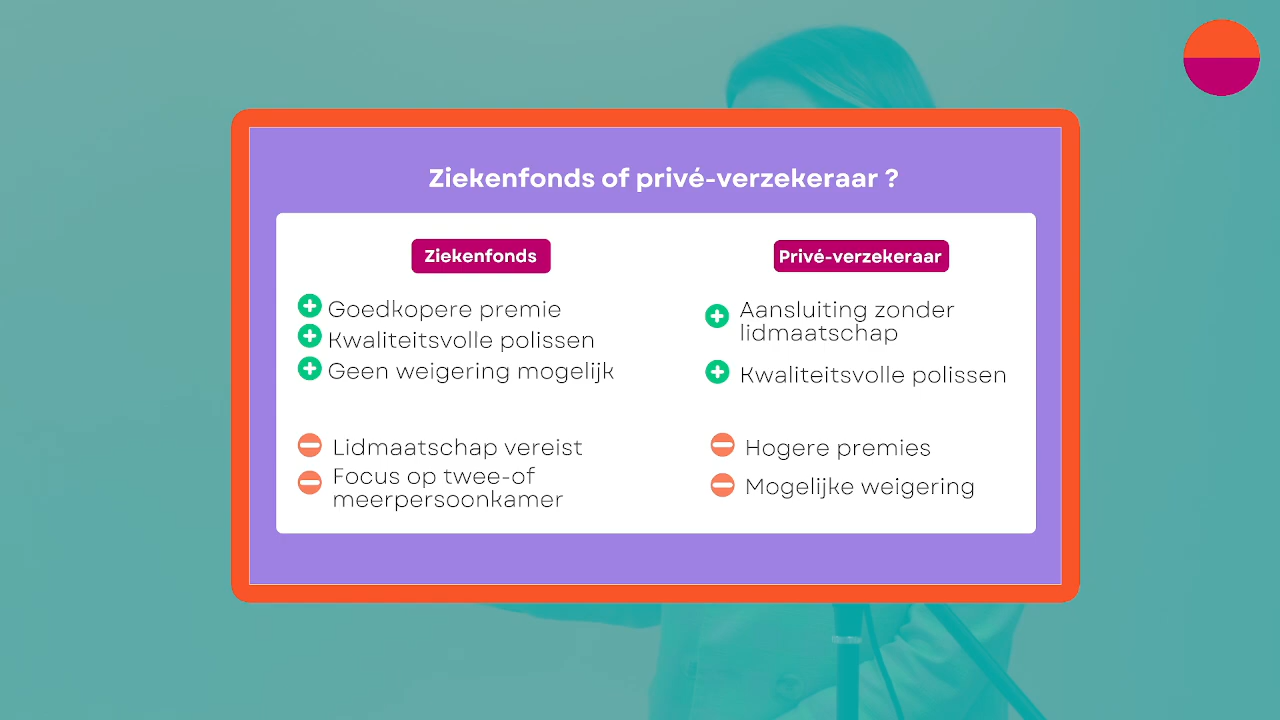 Ziekenfonds of privé-verzekeraar ?
Ziekenfonds
Goedkopere premie
Kwaliteitsvolle polissen
Geen weigering mogelijk
Lidmaatschap vereist
Focus op twee-of
meerpersoonkamer
Privé-verzekeraar
Aansluiting zonder
lidmaatschap
Kwaliteitsvolle polissen
Hogere premies
Mogelijke weigering